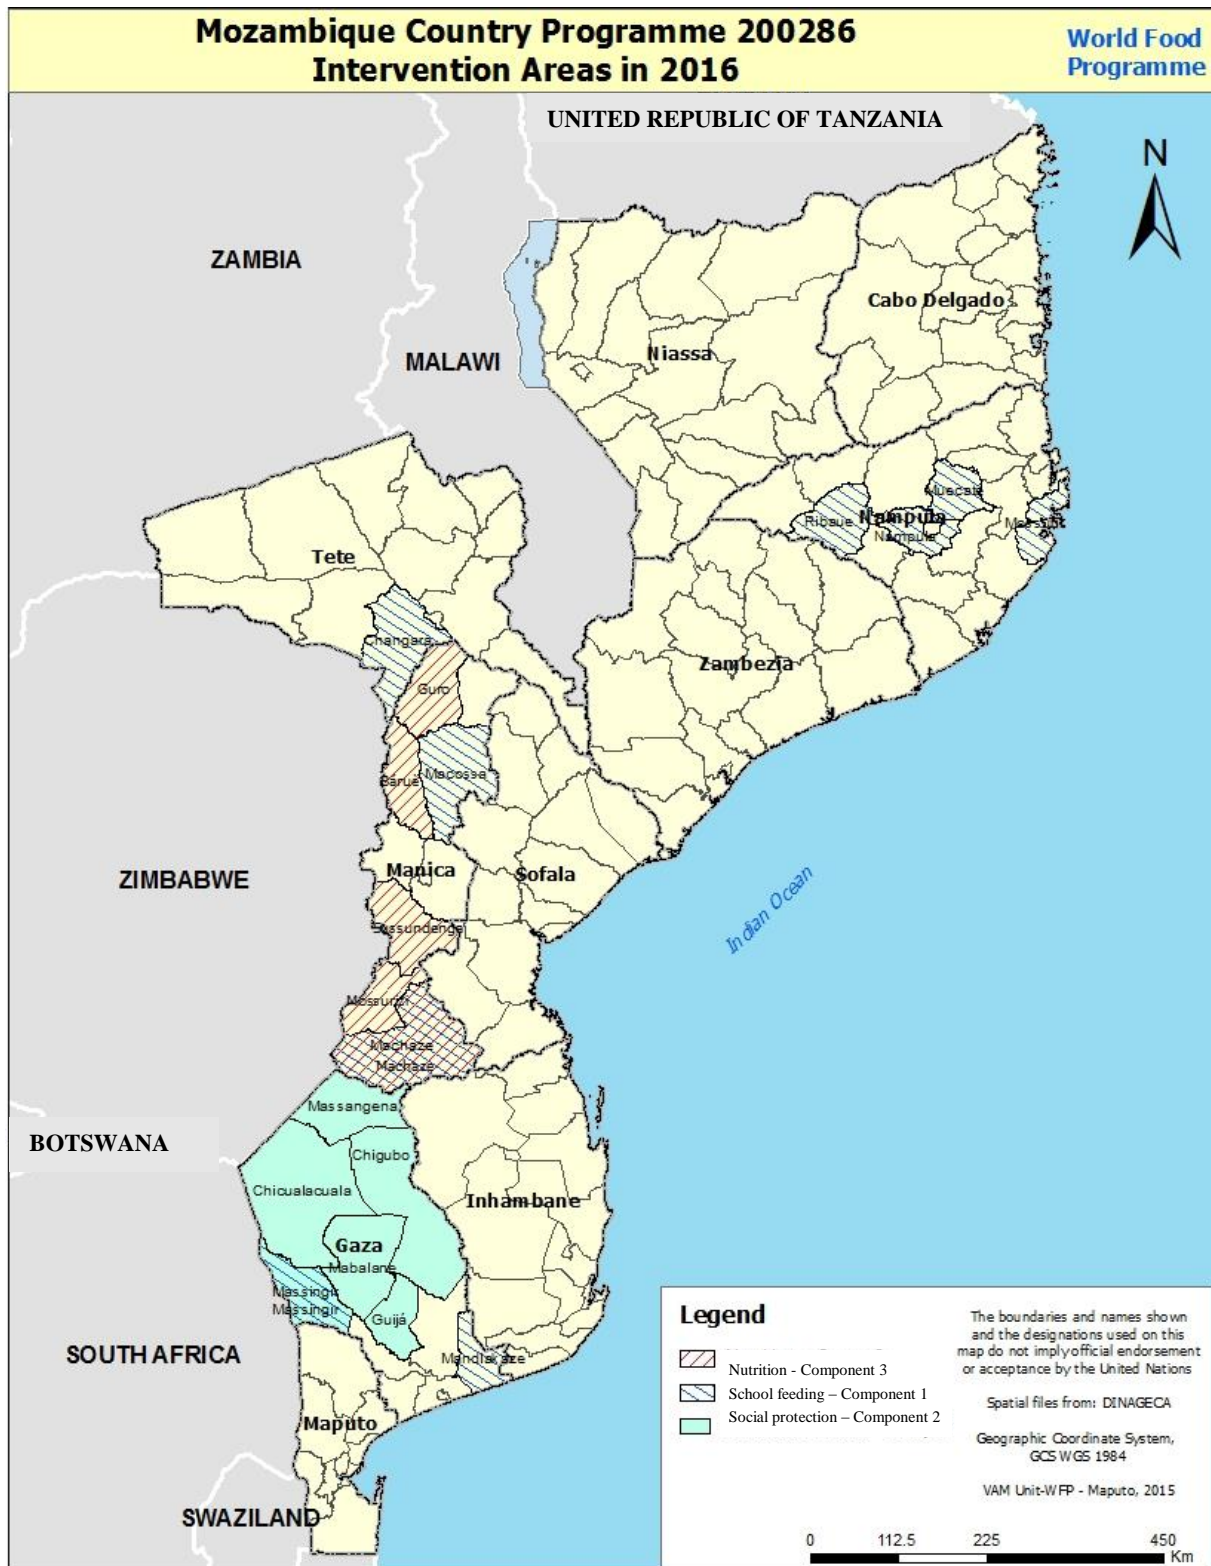 Mozambique Country Programme 200286
Intervention Areas in 2016
World Food
Programme
UNITED REPUBLIC OF TANZANIA
N
ZAMBIA
Cabo Delgado
Niassa
MALAWI
Muecate
Ribaue
Nampula
Nampula
Tete
Changara
Zambezia
Guro
Barué
Macossa
Manica
Sofala
ZIMBABWE
Indian Ocean
Sussundenga
Mossurize
Machaze
Machaze
Massangena
BOTSWANA
Chigubo
Chicualacuala
Inhambane
Gaza
Mabalane
Massingir
Massingir
Guijá
SOUTH AFRICA
Mandlakaze
Maputo
SWAZILAND
Legend
Nutrition - Component 3
School feeding – Component 1
Social protection – Component 2
The boundaries and names shown
and the designations used on this
map do not imply official endorsement
or acceptance by the United Nations
Spatial files from: DINAGECA
Geographic Coordinate System,
GCS WGS 1984
VAM Unit-WFP - Maputo, 2015
0 112.5 225 450
Km